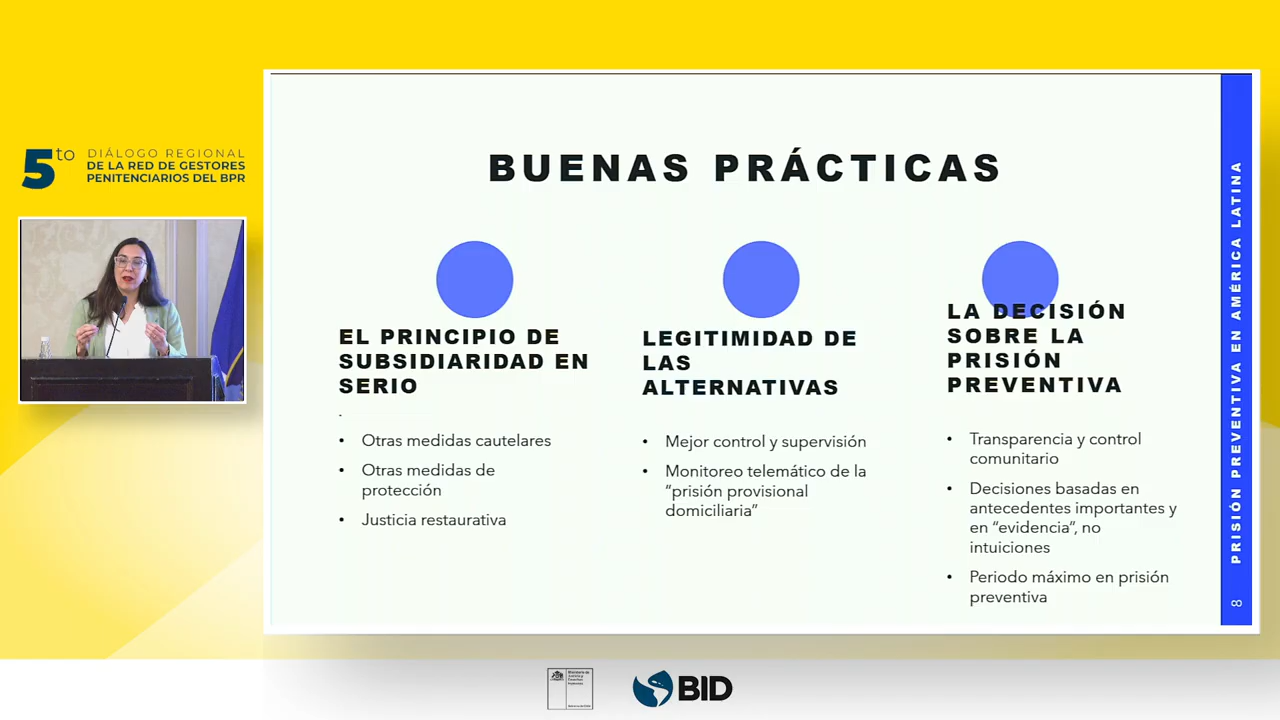 5to
DIÁLOGO REGIONAL
DE LA RED DE GESTORES
PENITENCIARIOS DEL BPR
BUENAS PRÁCTICAS
EL PRINCIPIO DE
SUBSIDIARIDAD EN
SERIO
.
• Otras medidas cautelares
• Otras medidas de
protección
• Justicia restaurativa
LEGITIMIDAD DE
LAS
ALTERNATIVAS
• Mejor control y supervisión
• Monitoreo telemático de la
“prisión provisional
domiciliaria”
LA DECISIÓN
SOBRE LA
PRISIÓN
PREVENTIVA
• Transparencia y control
comunitario
• Decisiones basadas en
antecedentes importantes y
en “evidencia”, no
intuiciones
• Periodo máximo en prisión
preventiva
PRISIÓN PREVENTIVA EN AMÉRICA LATINA
8
BID